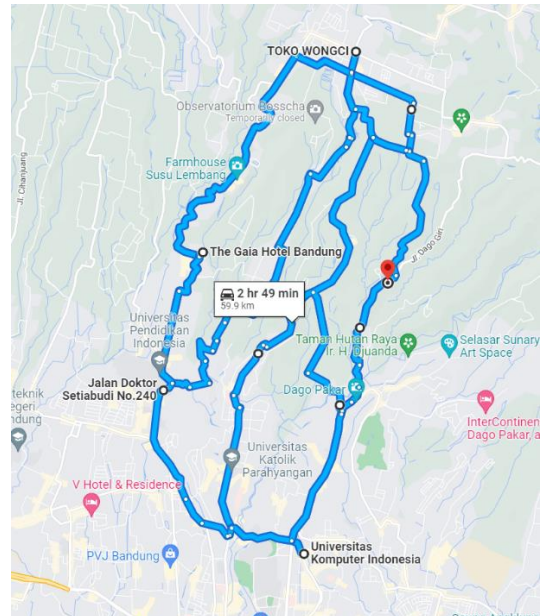 TOKO WONGCI
Observatorium Bosscha
Temporarily closed
Jl. Cihanjuang
Farmhouse
Susu Lembang
Jl. Dago Giri
The Gaia Hotel Bandung
2 hr 49 min
59.9 km
Universitas
Pendidikan
Indonesia
Taman Hutan Raya
Ir. H. Djuanda
Selasar Sunary
Art Space
Jalan Doktor
Setiabudi No.240
Dago Pakar
teknik
egeri
ndung
InterContinen
Dago Pakar, a
Universitas
Katolik
Parahyangan
V Hotel & Residence
PVJ Bandung
Universitas
Komputer Indonesia